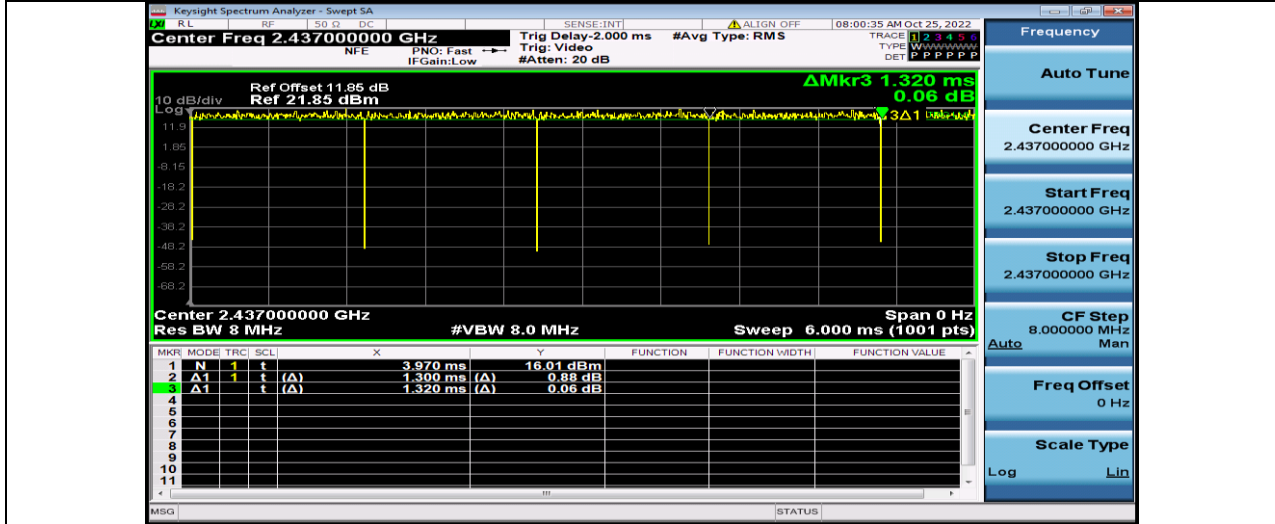 Keysight Spectrum Analyzer - Swept SA
LXI RL RF 50 Ω DC SENSE:INT ALIGN OFF 08:00:35 AM Oct 25, 2022
Center Freq 2.437000000 GHz
NFE PNO: Fast
IFGain:Low
Trig Delay-2.000 ms
Trig: Video
#Atten: 20 dB
#Avg Type: RMS
TRACE 1 2 3 4 5 6
TYPE WWWWWW
DET P P P P P P
Ref Offset 11.85 dB
10 dB/div Ref 21.85 dBm
ΔMkr3 1.320 ms
0.06 dB
Log
11.9
1.85
-8.15
-18.2
-28.2
-38.2
-48.2
-58.2
-68.2
3Δ1
Center 2.437000000 GHz Span 0 Hz
Res BW 8 MHz #VBW 8.0 MHz Sweep 6.000 ms (1001 pts)
MKR MODE TRC SCL X Y FUNCTION FUNCTION WIDTH FUNCTION VALUE
1 N 1 t 3.970 ms 16.01 dBm
2 Δ1 1 t (Δ) 1.300 ms (Δ) 0.88 dB
3 Δ1 t (Δ) 1.320 ms (Δ) 0.06 dB
4
5
6
7
8
9
10
11
MSG STATUS
Frequency
Auto Tune
Center Freq
2.437000000 GHz
Start Freq
2.437000000 GHz
Stop Freq
2.437000000 GHz
CF Step
8.000000 MHz
Auto Man
Freq Offset
0 Hz
Scale Type
Log Lin